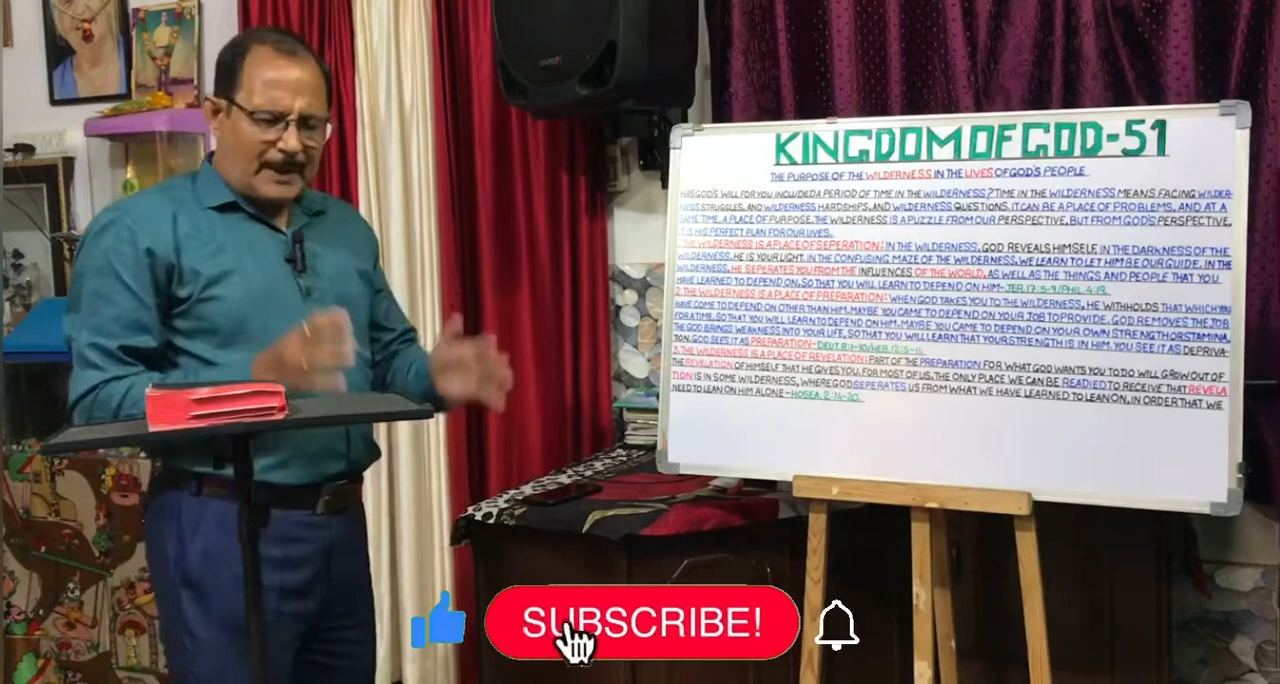 KINGDOM OF GOD-51
THE PURPOSE OF THE WILDERNESS IN THE LIVES OF GOD'S PEOPLE
HAS GOD'S WILL FOR YOU INCLUDED A PERIOD OF TIME IN THE WILDERNESS? TIME IN THE WILDERNESS MEANS FACING WILDER-
NESS STRUGGLES, AND WILDERNESS HARDSHIPS, AND WILDERNESS QUESTIONS. IT CAN BE A PLACE OF PROBLEMS, AND AT A
SAME TIME, A PLACE OF PURPOSE. THE WILDERNESS IS A PUZZLE FROM OUR PERSPECTIVE, BUT FROM GOD'S PERSPECTIVE,
IT IS HIS PERFECT PLAN FOR OUR LIVES.
1. THE WILDERNESS IS A PLACE OF SEPERATION: IN THE WILDERNESS, GOD REVEALS HIMSELF IN THE DARKNESS OF THE
WILDERNESS. HE IS YOUR LIGHT. IN THE CONFUSING MAZE OF THE WILDERNESS, WE LEARN TO LET HIM BE OUR GUIDE. IN THE
WILDERNESS, HE SEPERATES YOU FROM THE INFLUENCES OF THE WORLD, AS WELL AS THE THINGS AND PEOPLE THAT YOU
HAVE LEARNED TO DEPEND ON, SO THAT YOU WILL LEARN TO DEPEND ON HIM-JER.17:5-9/PHIL.4:19.
2. THE WILDERNESS IS A PLACE OF PREPARATION: WHEN GOD TAKES YOU TO THE WILDERNESS, HE WITHHOLDS THAT WHICH YOU
HAVE COME TO DEPEND ON OTHER THAN HIM. MAYBE YOU CAME TO DEPEND ON YOUR JOB TO PROVIDE. GOD REMOVES THE JOB
FOR A TIME, SO THAT YOU WILL LEARN TO DEPEND ON HIM. MAYBE YOU CAME TO DEPEND ON YOUR OWN STRENGTH OR STAMINA.
THE GOD BRINGS WEAKNESS INTO YOUR LIFE, SO THAT YOU WILL LEARN THAT YOUR STRENGTH IS IN HIM. YOU SEE IT AS DEPRIVA-
TION, GOD SEES IT AS PREPARATION-DEUT.8:1-10/HEB.12:5-11.
3. THE WILDERNESS IS A PLACE OF REVELATION: PART OF THE PREPARATION FOR WHAT GOD WANTS YOU TO DO WILL GROW OUT OF
THE REVELATION OF HIMSELF THAT HE GIVES YOU. FOR MOST OF US, THE ONLY PLACE WE CAN BE READIED TO RECEIVE THAT REVELA
TION IS IN SOME WILDERNESS, WHERE GOD SEPERATES US FROM WHAT WE HAVE LEARNED TO LEAN ON, IN ORDER THAT WE
NEED TO LEAN ON HIM ALONE-HOSEA.2:14-20.
SUBSCRIBE!